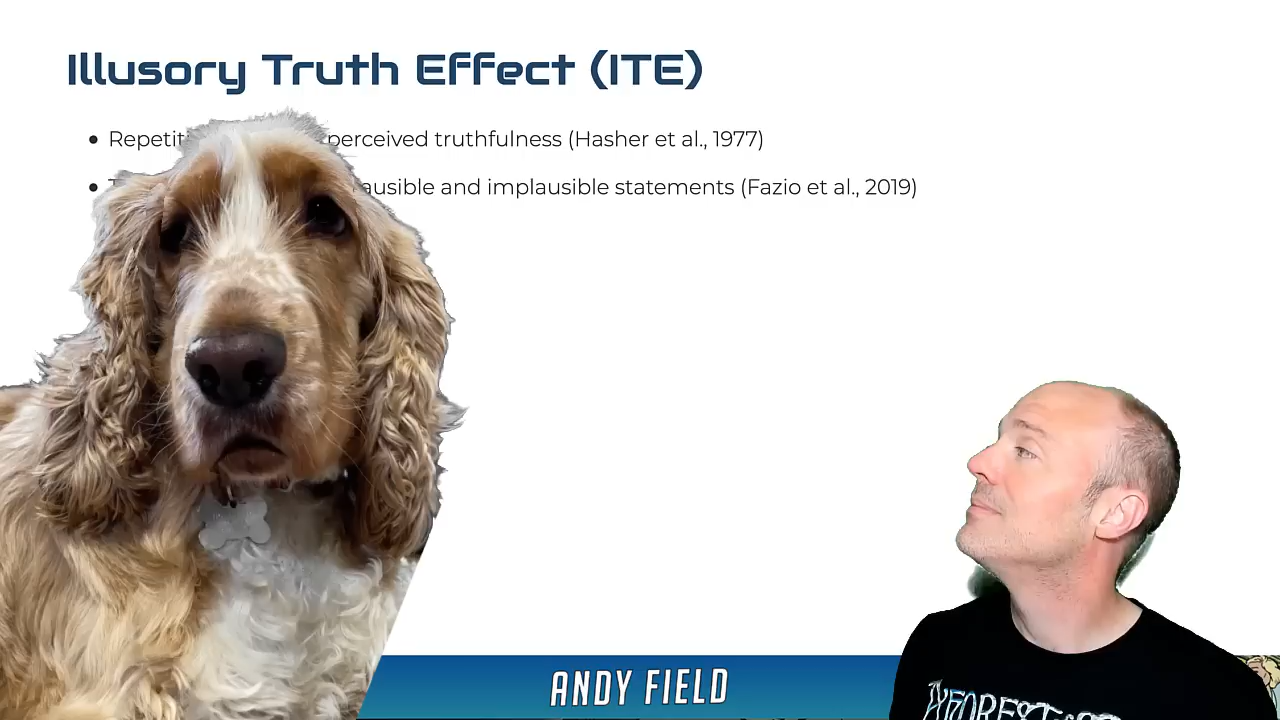 Illusory Truth Effect (ITE)
• Repetiti perceived truthfulness (Hasher et al., 1977)
• ausible and implausible statements (Fazio et al., 2019)
ANDY FIELD